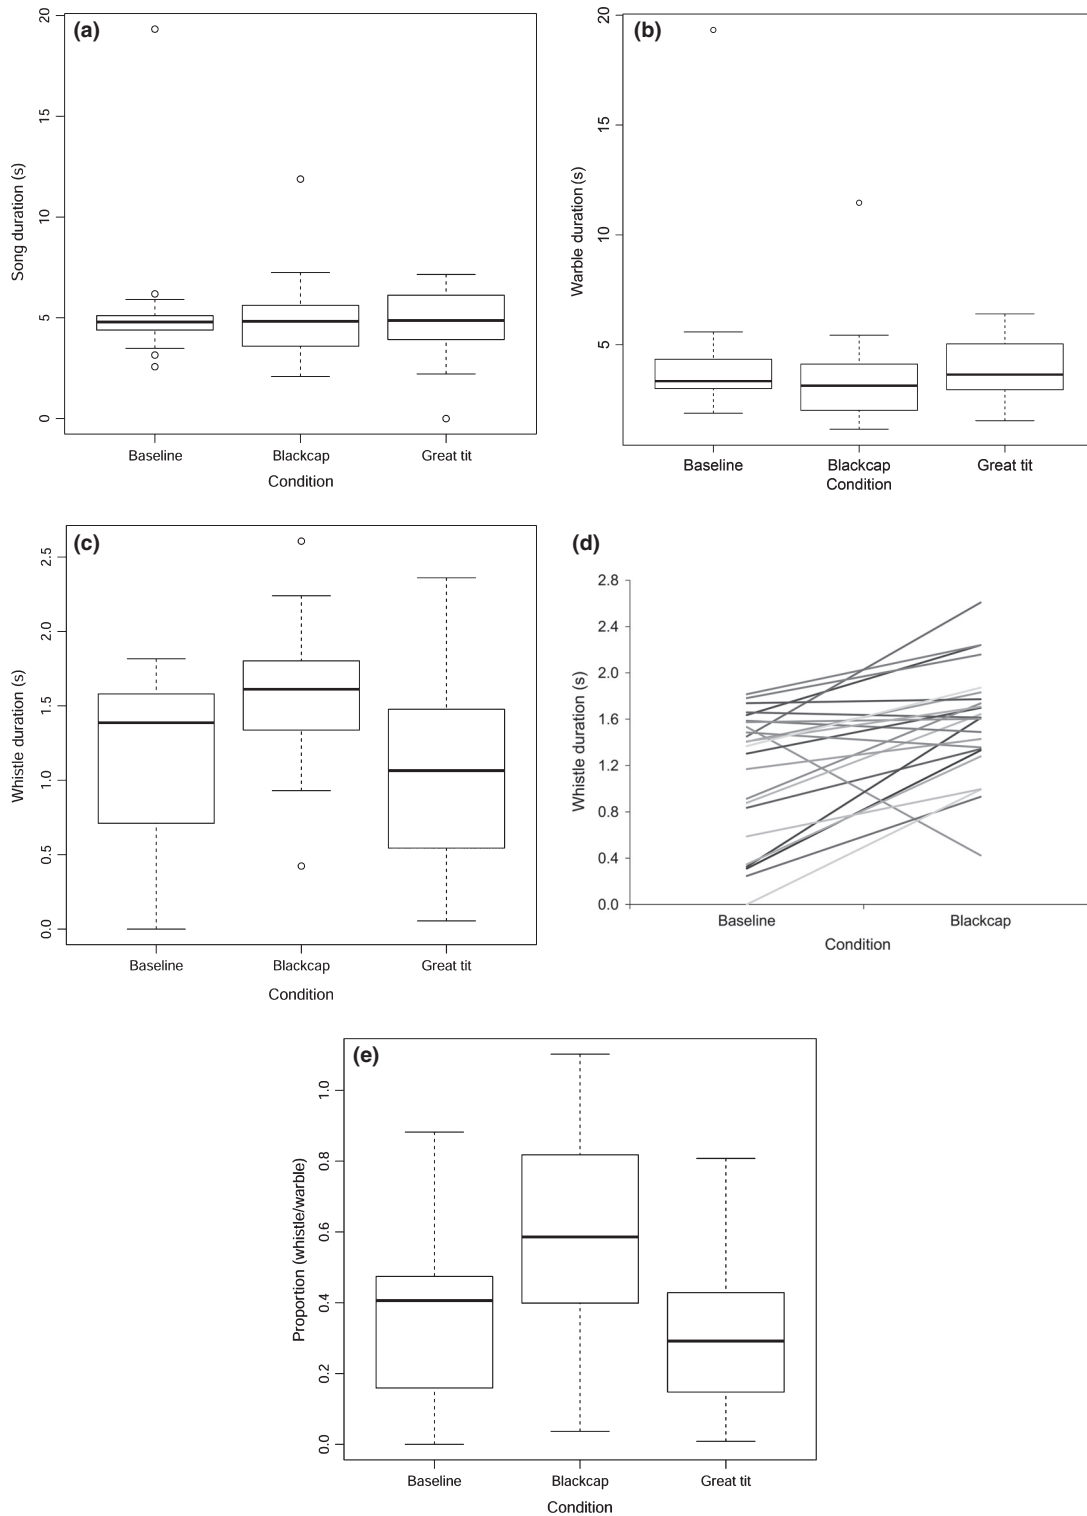 (a)
Song duration (s)
20
15
10
5
0
Baseline Blackcap Great tit
Condition
(b)
Warble duration (s)
20
15
10
5
Baseline Blackcap Great tit
Condition
(c)
Whistle duration (s)
2.5
2.0
1.5
1.0
0.5
0.0
Baseline Blackcap Great tit
Condition
(d)
Whistle duration (s)
2.8
2.4
2.0
1.6
1.2
0.8
0.4
0.0
Baseline Blackcap
Condition
(e)
Proportion (whistle/warble)
1.0
0.8
0.6
0.4
0.2
0.0
Baseline Blackcap Great tit
Condition